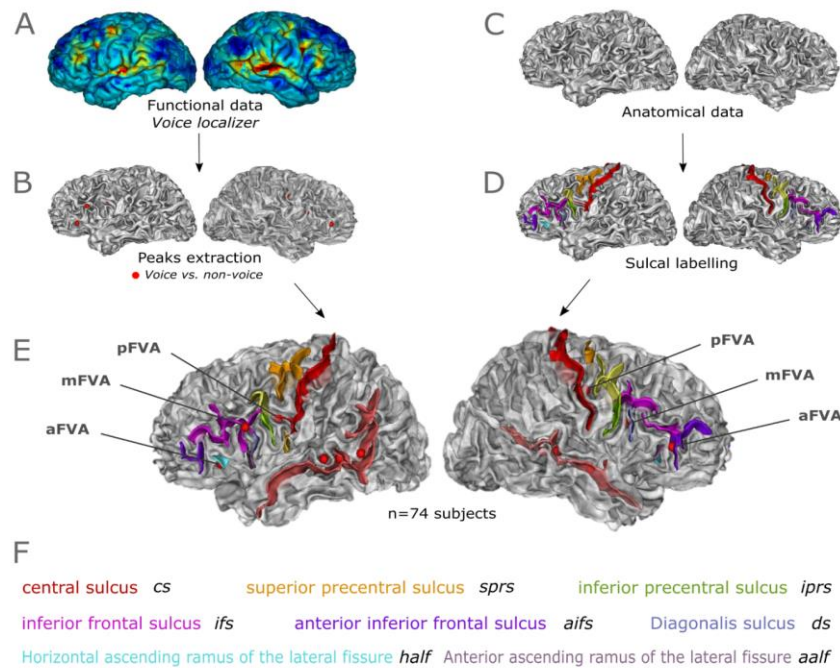 A
C
Functional data
Voice localizer
Anatomical data
B
D
Peaks extraction
Voice vs. non-voice
Sulcal labelling
E
pFVA
mFVA
aFVA
pFVA
mFVA
aFVA
n=74 subjects
F
central sulcus cs superior precentral sulcus sprs inferior precentral sulcus iprs
inferior frontal sulcus ifs anterior inferior frontal sulcus aifs Diagonalis sulcus ds
Horizontal ascending ramus of the lateral fissure half Anterior ascending ramus of the lateral fissure aalf